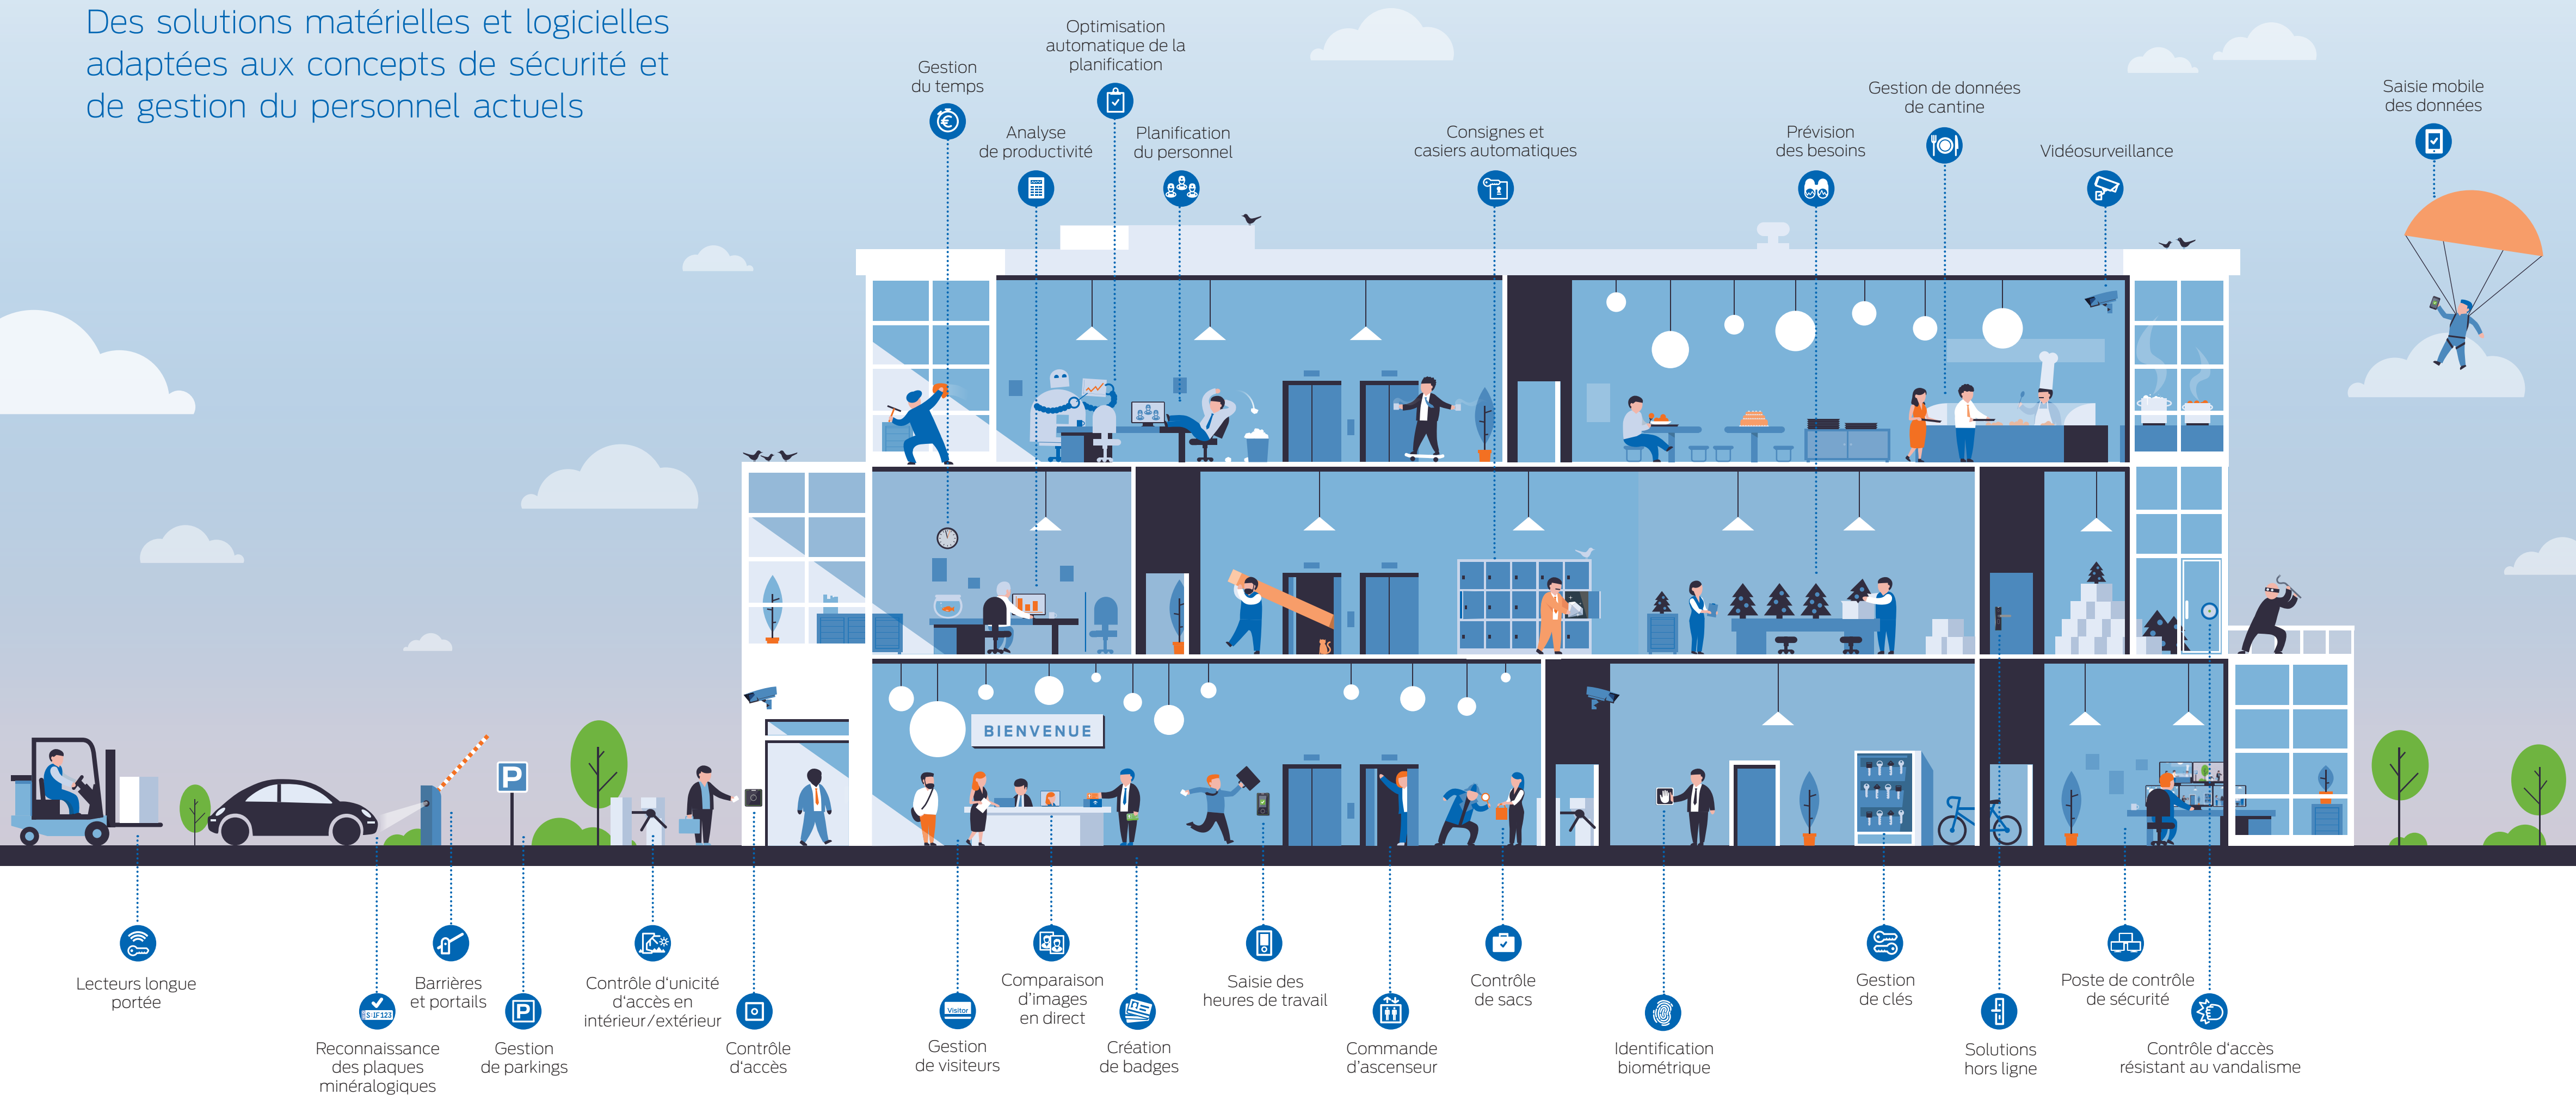 Des solutions matérielles et logicielles
adaptées aux concepts de sécurité et
de gestion du personnel actuels
Gestion
du temps
Optimisation
automatique de la
planification
Analyse
de productivité
Planification
du personnel
Consignes et
casiers automatiques
Prévision
des besoins
Gestion de données
de cantine
Vidéosurveillance
Saisie mobile
des données
BIENVENUE
P
Lecteurs longue
portée
S:IF 123
Reconnaissance
des plaques
minéralogiques
Barrières
et portails
P
Gestion
de parkings
Contrôle d‘unicité
d‘accès en
intérieur/extérieur
Contrôle
d‘accès
Visitor
Gestion
de visiteurs
Comparaison
d’images
en direct
Création
de badges
Saisie des
heures de travail
Commande
d’ascenseur
Contrôle
de sacs
Identification
biométrique
Gestion
de clés
Solutions
hors ligne
Poste de contrôle
de sécurité
Contrôle d‘accès
résistant au vandalisme